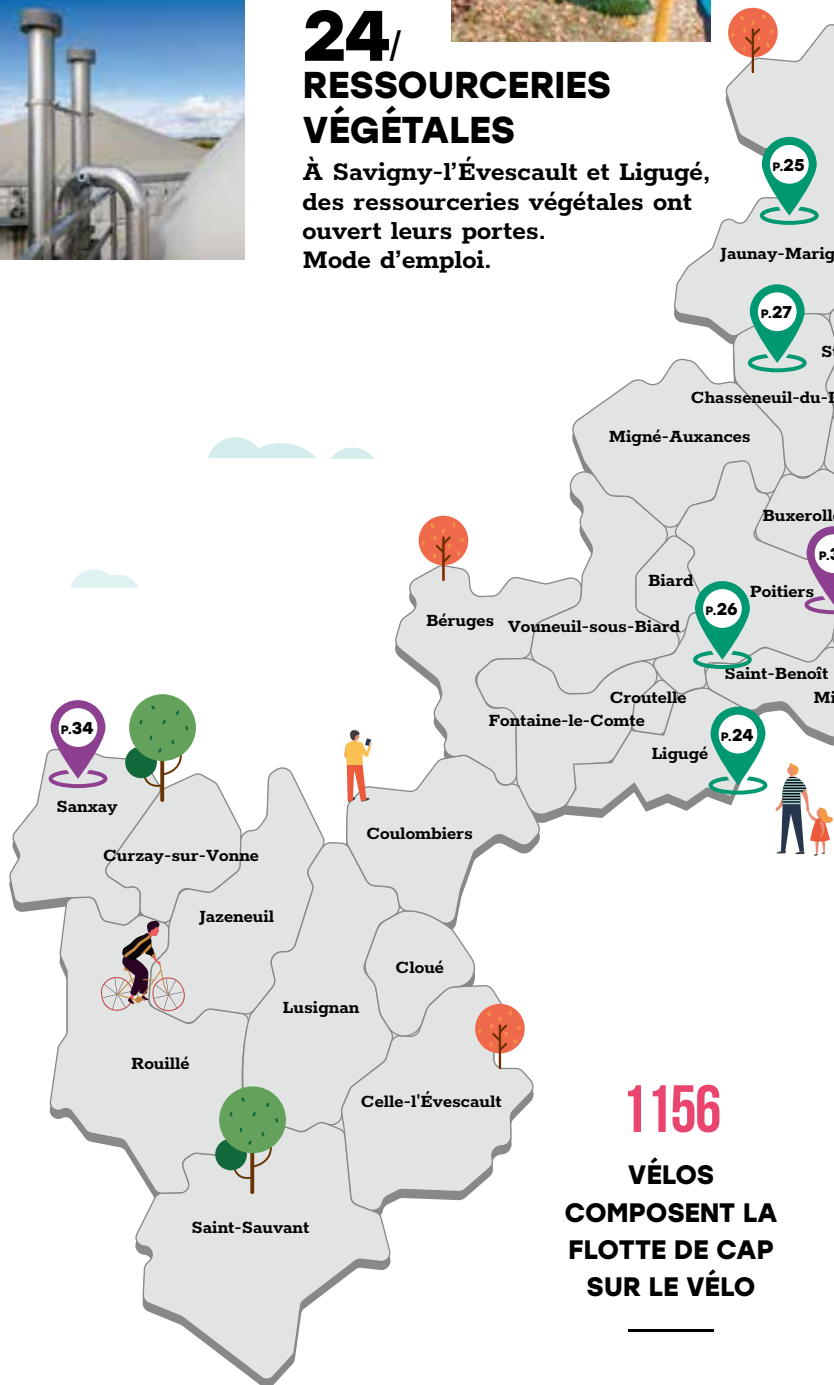 24/
RESSOURCERIES
VÉGÉTALES
À Savigny-l'Évescault et Ligugé,
des ressourceries végétales ont
ouvert leurs portes.
Mode d'emploi.
P.25
Jaunay-Marig
P.27
St
Chasseneuil-du-
Migné-Auxances
Buxeroll
P.3
Biard
Poitiers
P.26
Béruges
Vouneuil-sous-Biard
Saint-Benoît
Croutelle
Mi
Fontaine-le-Comte
P.24
Ligugé
P.34
Sanxay
Coulombiers
Curzay-sur-Vonne
Jazeneuil
Cloué
Lusignan
Rouillé
Celle-l'Évescault
Saint-Sauvant
1156
VÉLOS
COMPOSENT LA
FLOTTE DE CAP
SUR LE VÉLO